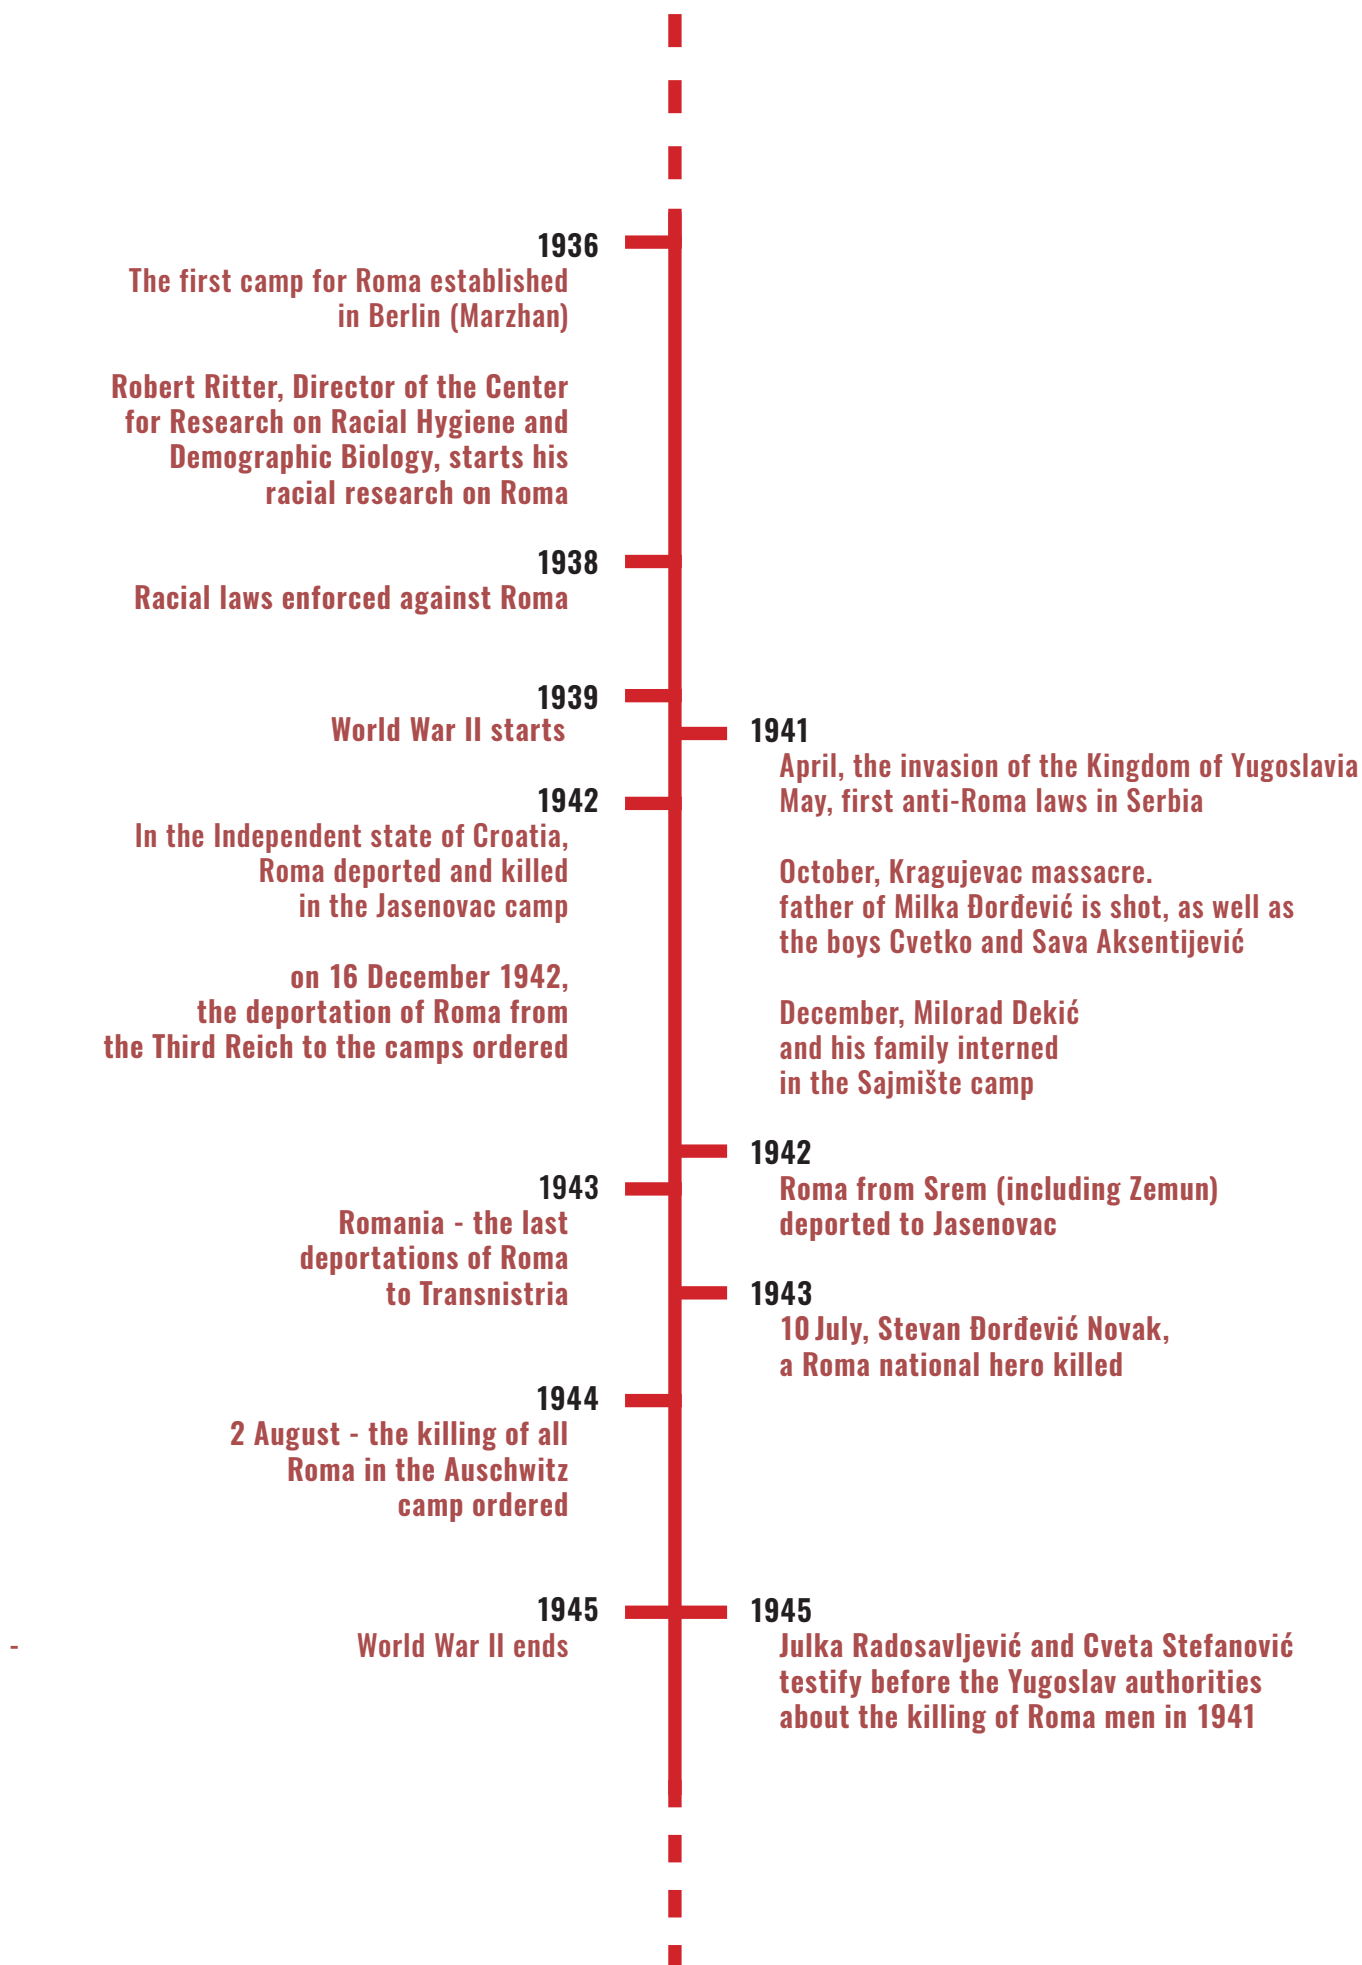 1936
The first camp for Roma established
in Berlin (Marzhan)
Robert Ritter, Director of the Center
for Research on Racial Hygiene and
Demographic Biology, starts his
racial research on Roma
1938
Racial laws enforced against Roma
1939
World War II starts
1942
In the Independent state of Croatia,
Roma deported and killed
in the Jasenovac camp
on 16 December 1942,
the deportation of Roma from
the Third Reich to the camps ordered
1943
Romania - the last
deportations of Roma
to Transnistria
1944
2 August - the killing of all
Roma in the Auschwitz
camp ordered
1945
World War II ends
-
1941
April, the invasion of the Kingdom of Yugoslavia
May, first anti-Roma laws in Serbia
October, Kragujevac massacre.
father of Milka Đorđević is shot, as well as
the boys Cvetko and Sava Aksentijević
December, Milorad Dekić
and his family interned
in the Sajmište camp
1942
Roma from Srem (including Zemun)
deported to Jasenovac
1943
10 July, Stevan Đorđević Novak,
a Roma national hero killed
1945
Julka Radosavljević and Cveta Stefanović
testify before the Yugoslav authorities
about the killing of Roma men in 1941